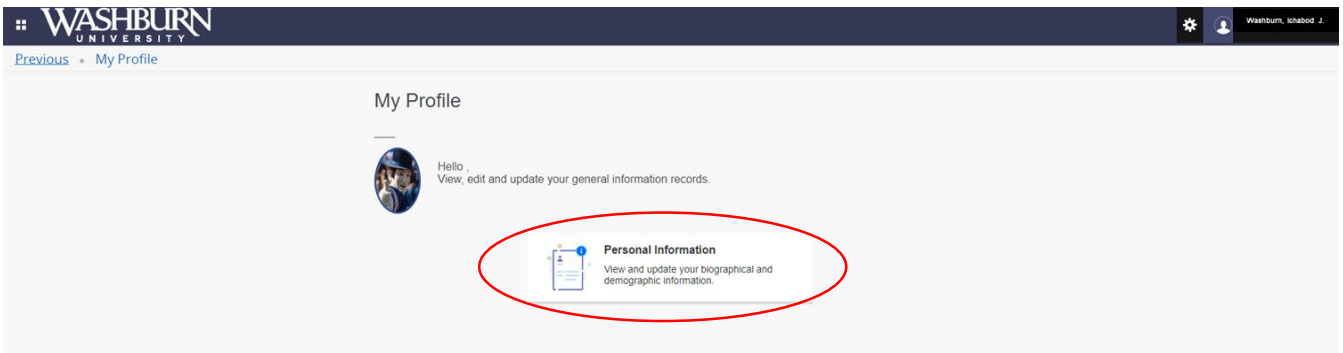 WASHBURN
UNIVERSITY
Washburn, Ichabod J.
Previous • My Profile
My Profile
Hello ,
View, edit and update your general information records.
Personal Information
View and update your biographical and
demographic information.